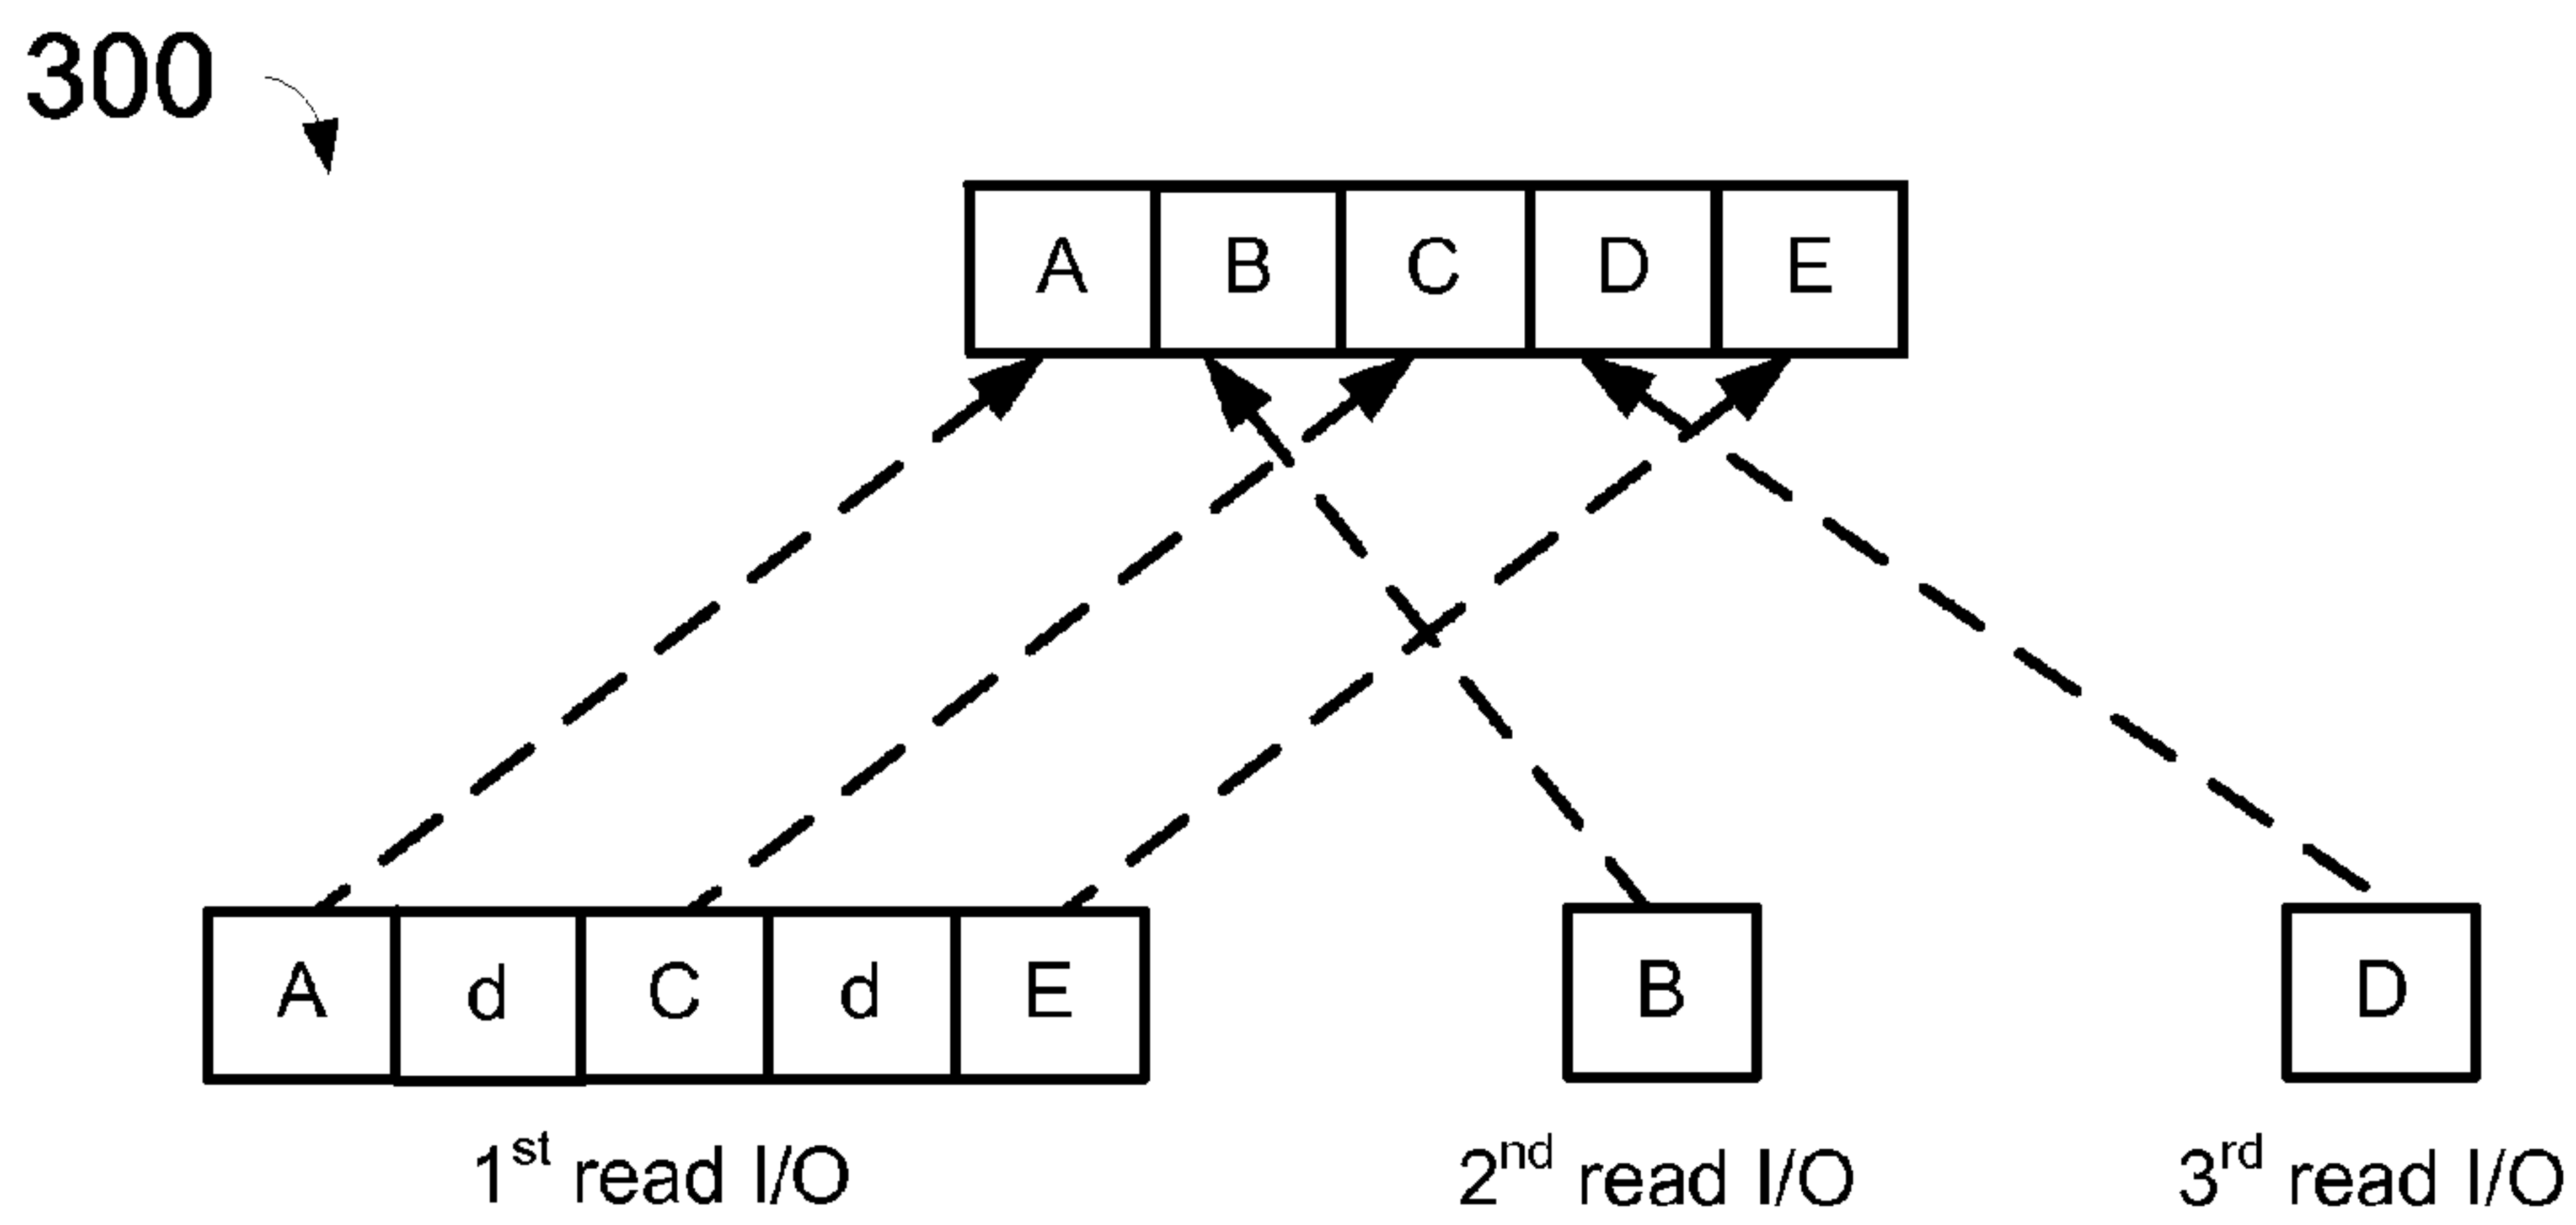 300
A B C D E
A d C d E
B
D
1st read I/O
2nd read I/O
3rd read I/O